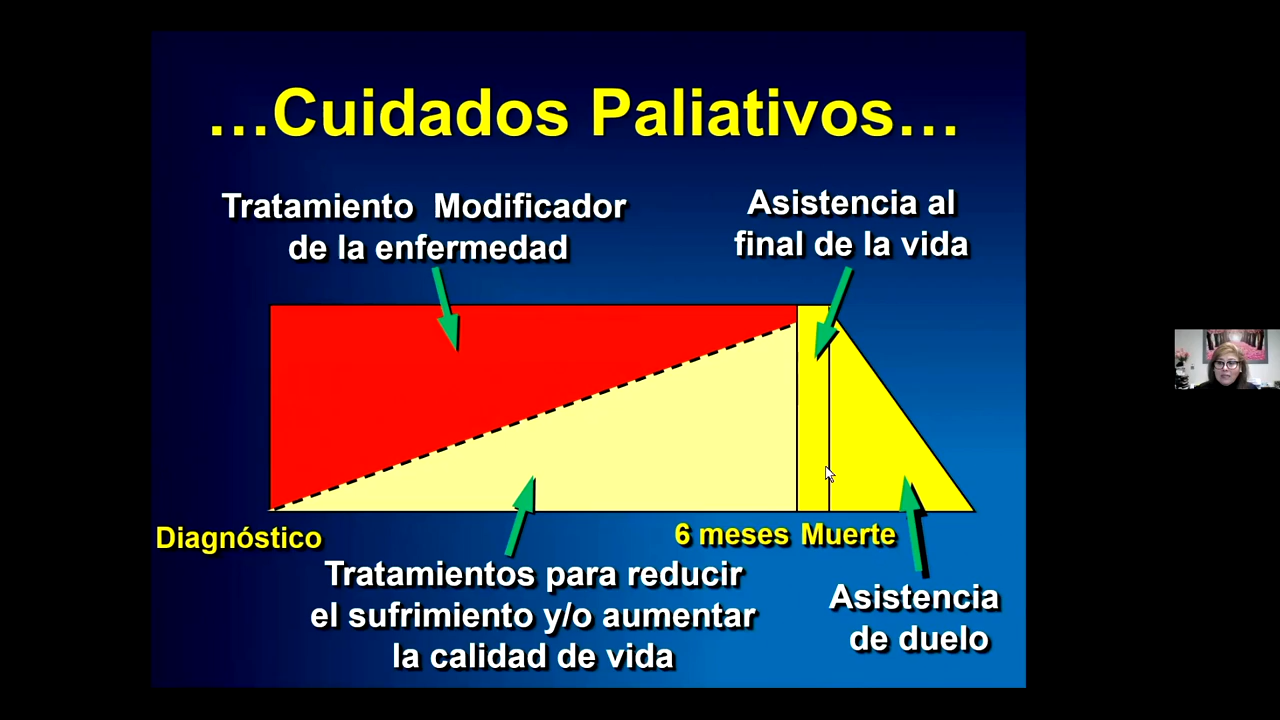 ...Cuidados Paliativos...
Tratamiento Modificador
de la enfermedad
Asistencia al
final de la vida
Diagnóstico
6 meses Muerte
Tratamientos para reducir
el sufrimiento y/o aumentar
la calidad de vida
Asistencia
de duelo